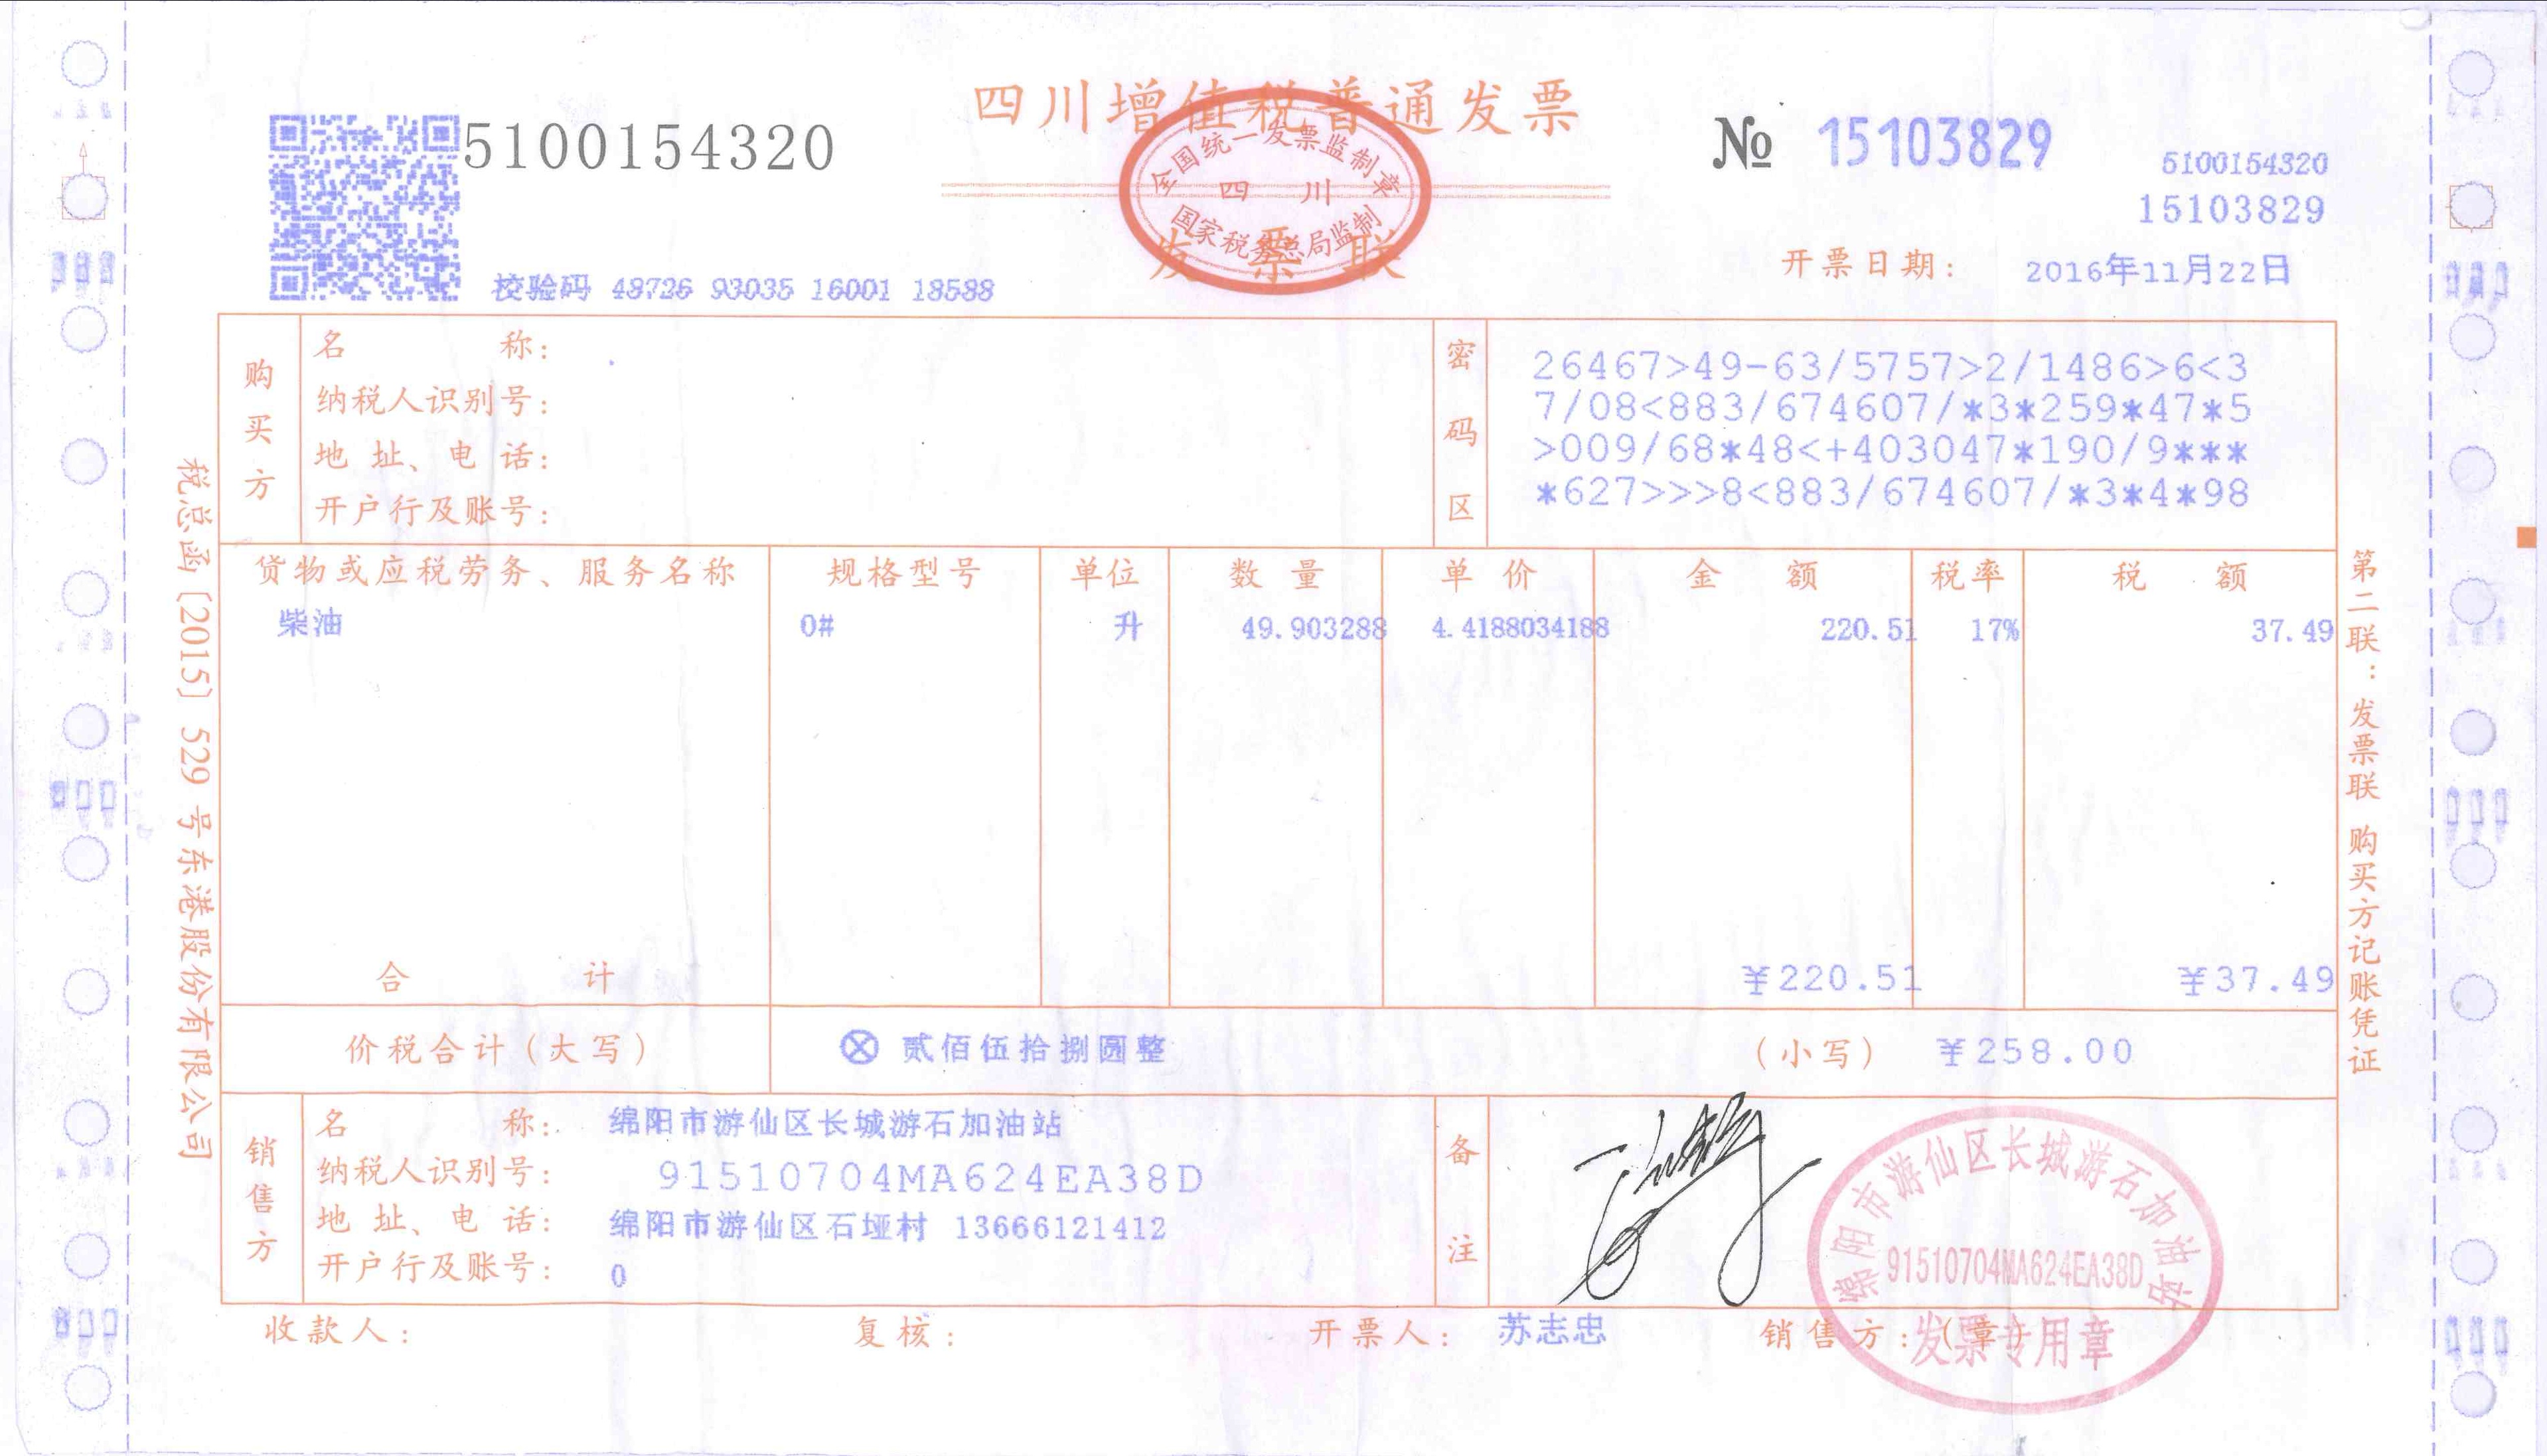 四川增值税普通发票
5100154320
№ 15103829
5100154320
15103829
全国统一发票监制章
四 川
国家税务总局监制
发票联
校验码 48726 93035 16001 18588
开票日期: 2016年11月22日
购买方
名 称:
纳税人识别号:
地 址、电 话:
开户行及账号:
密码区
26467>49-63/5757>2/1486>6<3
7/08<883/674607/*3*259*47*5
>009/68*48<+403047*190/9***
*627>>>8<883/674607/*3*4*98
货物或应税劳务、服务名称 规格型号 单位 数 量 单 价 金 额 税率 税 额
柴油 0# 升 49.903288 4.4188034188 220.51 17% 37.49
合 计 ¥220.51 ¥37.49
价税合计(大写) ⊗ 贰佰伍拾捌圆整 (小写) ¥258.00
销售方
名 称: 绵阳市游仙区长城游石加油站
纳税人识别号: 91510704MA624EA38D
地 址、电 话: 绵阳市游仙区石垭村 13666121412
开户行及账号: 0
备注
绵阳市游仙区长城游石加油站
91510704MA624EA38D
发票专用章
收款人: 复核: 开票人: 苏志忠 销售方:(章)
税总函[2015] 529 号东港股份有限公司
第二联:发票联 购买方记账凭证